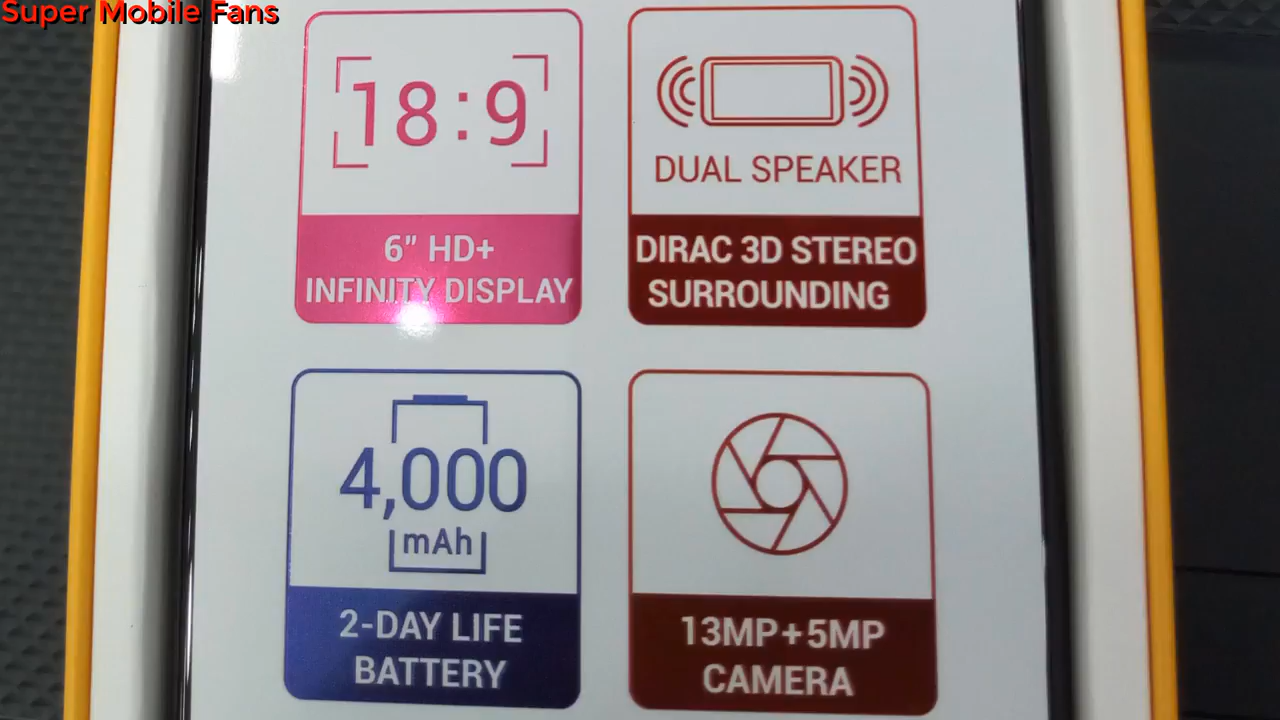 Super Mobile Fans
18:9
6" HD+
INFINITY DISPLAY
DUAL SPEAKER
DIRAC 3D STEREO
SURROUNDING
4,000
mAh
2-DAY LIFE
BATTERY
13MP+5MP
CAMERA